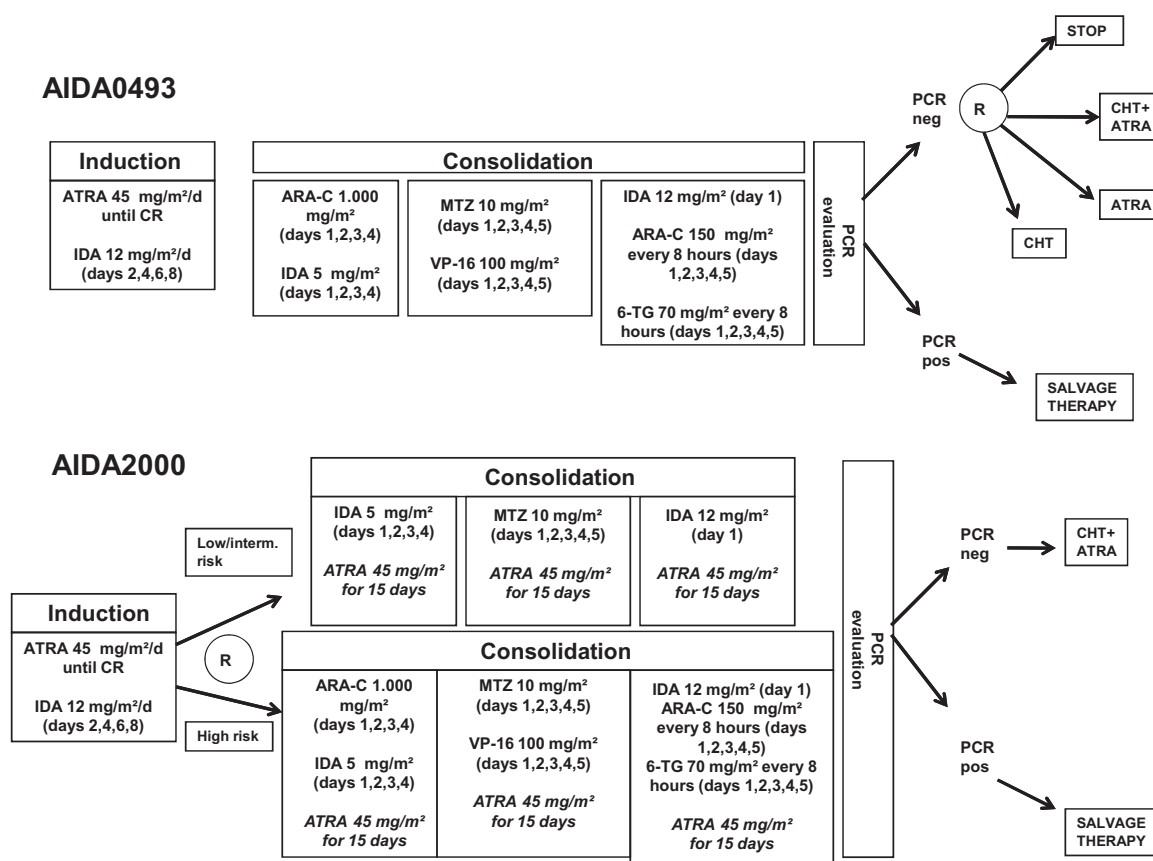 AIDA0493
Induction
ATRA 45 mg/m²/d
until CR
IDA 12 mg/m²/d
(days 2,4,6,8)
Consolidation
ARA-C 1.000
mg/m²
(days 1,2,3,4)
IDA 5 mg/m²
(days 1,2,3,4)
MTZ 10 mg/m²
(days 1,2,3,4,5)
VP-16 100 mg/m²
(days 1,2,3,4,5)
IDA 12 mg/m² (day 1)
ARA-C 150 mg/m²
every 8 hours (days
1,2,3,4,5)
6-TG 70 mg/m² every 8
hours (days 1,2,3,4,5)
PCR
evaluation
PCR
neg
R
STOP
CHT+
ATRA
ATRA
CHT
PCR
pos
SALVAGE
THERAPY
AIDA2000
Induction
ATRA 45 mg/m²/d
until CR
IDA 12 mg/m²/d
(days 2,4,6,8)
Low/interm.
risk
R
High risk
Consolidation
IDA 5 mg/m²
(days 1,2,3,4)
ATRA 45 mg/m²
for 15 days
MTZ 10 mg/m²
(days 1,2,3,4,5)
ATRA 45 mg/m²
for 15 days
IDA 12 mg/m²
(day 1)
ATRA 45 mg/m²
for 15 days
Consolidation
ARA-C 1.000
mg/m²
(days 1,2,3,4)
IDA 5 mg/m²
(days 1,2,3,4)
ATRA 45 mg/m²
for 15 days
MTZ 10 mg/m²
(days 1,2,3,4,5)
VP-16 100 mg/m²
(days 1,2,3,4,5)
ATRA 45 mg/m²
for 15 days
IDA 12 mg/m² (day 1)
ARA-C 150 mg/m²
every 8 hours (days
1,2,3,4,5)
6-TG 70 mg/m² every 8
hours (days 1,2,3,4,5)
ATRA 45 mg/m²
for 15 days
PCR
evaluation
PCR
neg
CHT+
ATRA
PCR
pos
SALVAGE
THERAPY